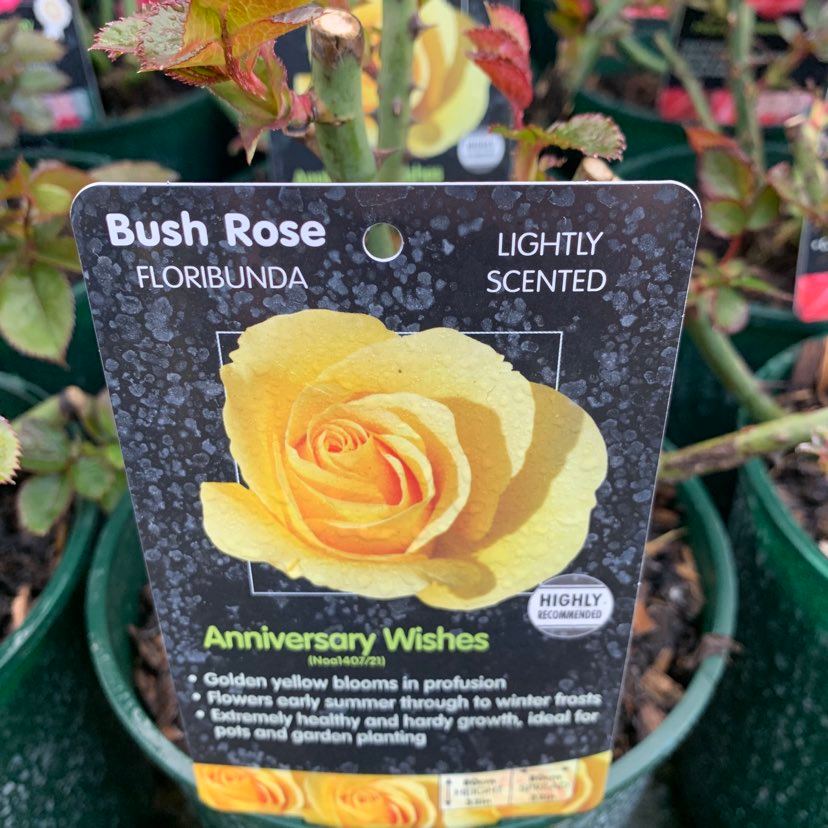 Bush Rose
FLORIBUNDA
LIGHTLY
SCENTED
HIGHLY
RECOMMENDED
Anniversary Wishes
(Noa1407/21)
• Golden yellow blooms in profusion
• Flowers early summer through to winter frosts
• Extremely healthy and hardy growth, ideal for
pots and garden planting